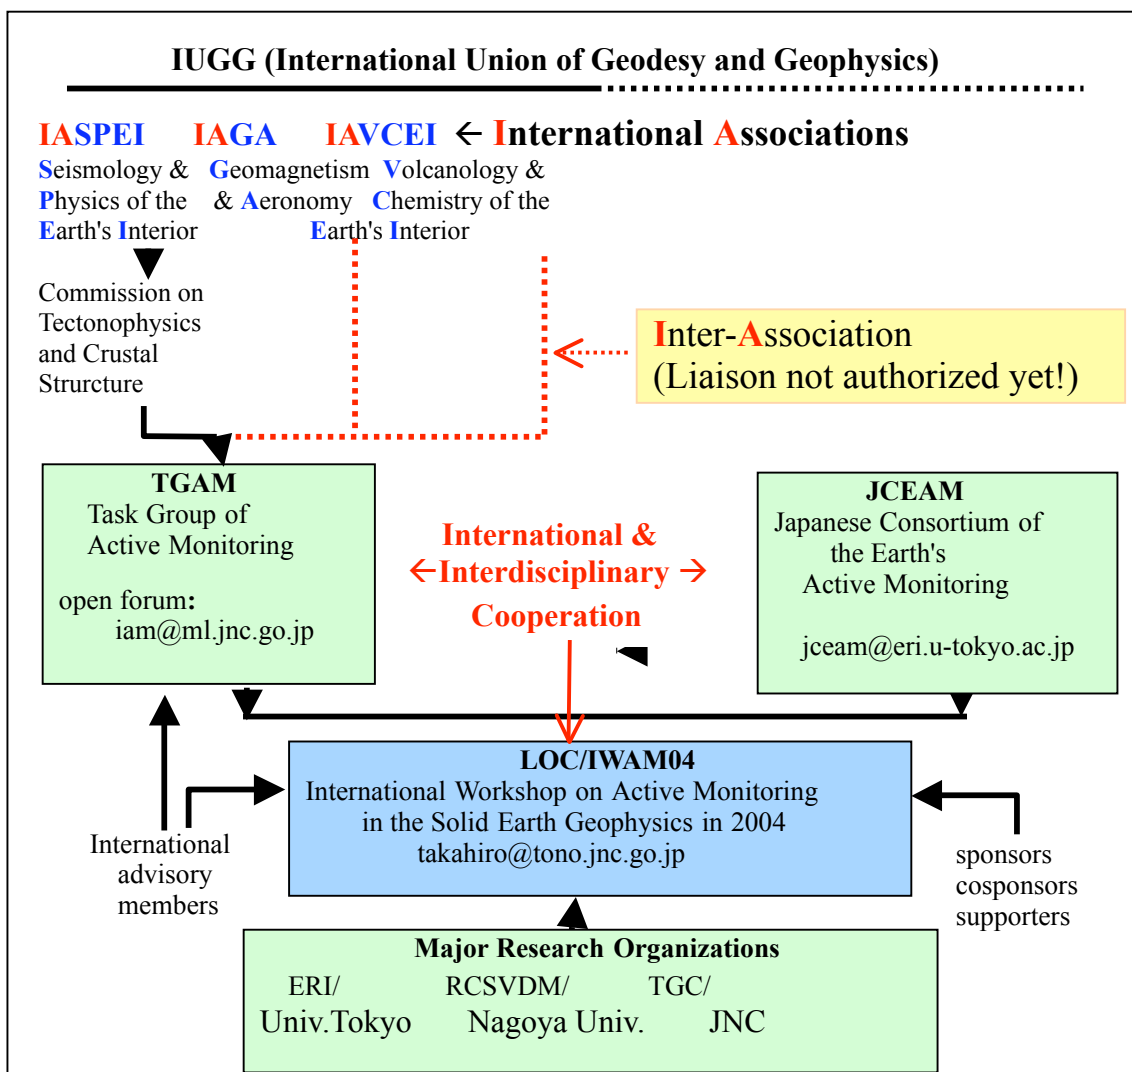 IUGG (International Union of Geodesy and Geophysics)
IASPEI IAGA IAVCEI ← International Associations
Seismology & Geomagnetism Volcanology &
Physics of the & Aeronomy Chemistry of the
Earth's Interior Earth's Interior
Commission on
Tectonophysics
and Crustal
Strurcture
Inter-Association
(Liaison not authorized yet!)
TGAM
Task Group of
Active Monitoring
open forum:
iam@ml.jnc.go.jp
International &
←Interdisciplinary →
Cooperation
JCEAM
Japanese Consortium of
the Earth's
Active Monitoring
jceam@eri.u-tokyo.ac.jp
LOC/IWAM04
International Workshop on Active Monitoring
in the Solid Earth Geophysics in 2004
takahiro@tono.jnc.go.jp
International
advisory
members
sponsors
cosponsors
supporters
Major Research Organizations
ERI/ RCSVDM/ TGC/
Univ.Tokyo Nagoya Univ. JNC